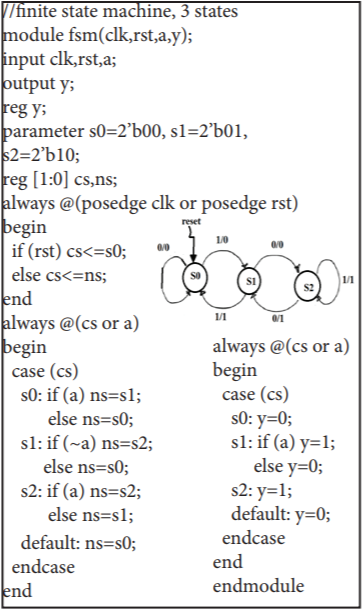 //finite state machine, 3 states
module fsm(clk,rst,a,y);
input clk,rst,a;
output y;
reg y;
parameter s0=2’b00, s1=2’b01,
s2=2’b10;
reg [1:0] cs,ns;
always @(posedge clk or posedge rst)
begin
if (rst) cs<=s0;
else cs<=ns;
end
always @(cs or a)
begin
case (cs)
s0: if (a) ns=s1;
else ns=s0;
s1: if (~a) ns=s2;
else ns=s0;
s2: if (a) ns=s2;
else ns=s1;
default: ns=s0;
endcase
end
reset
0/0
1/0
0/0
S0
S1
S2
1/1
1/1
0/1
always @(cs or a)
begin
case (cs)
s0: y=0;
s1: if (a) y=1;
else y=0;
s2: y=1;
default: y=0;
endcase
end
endmodule